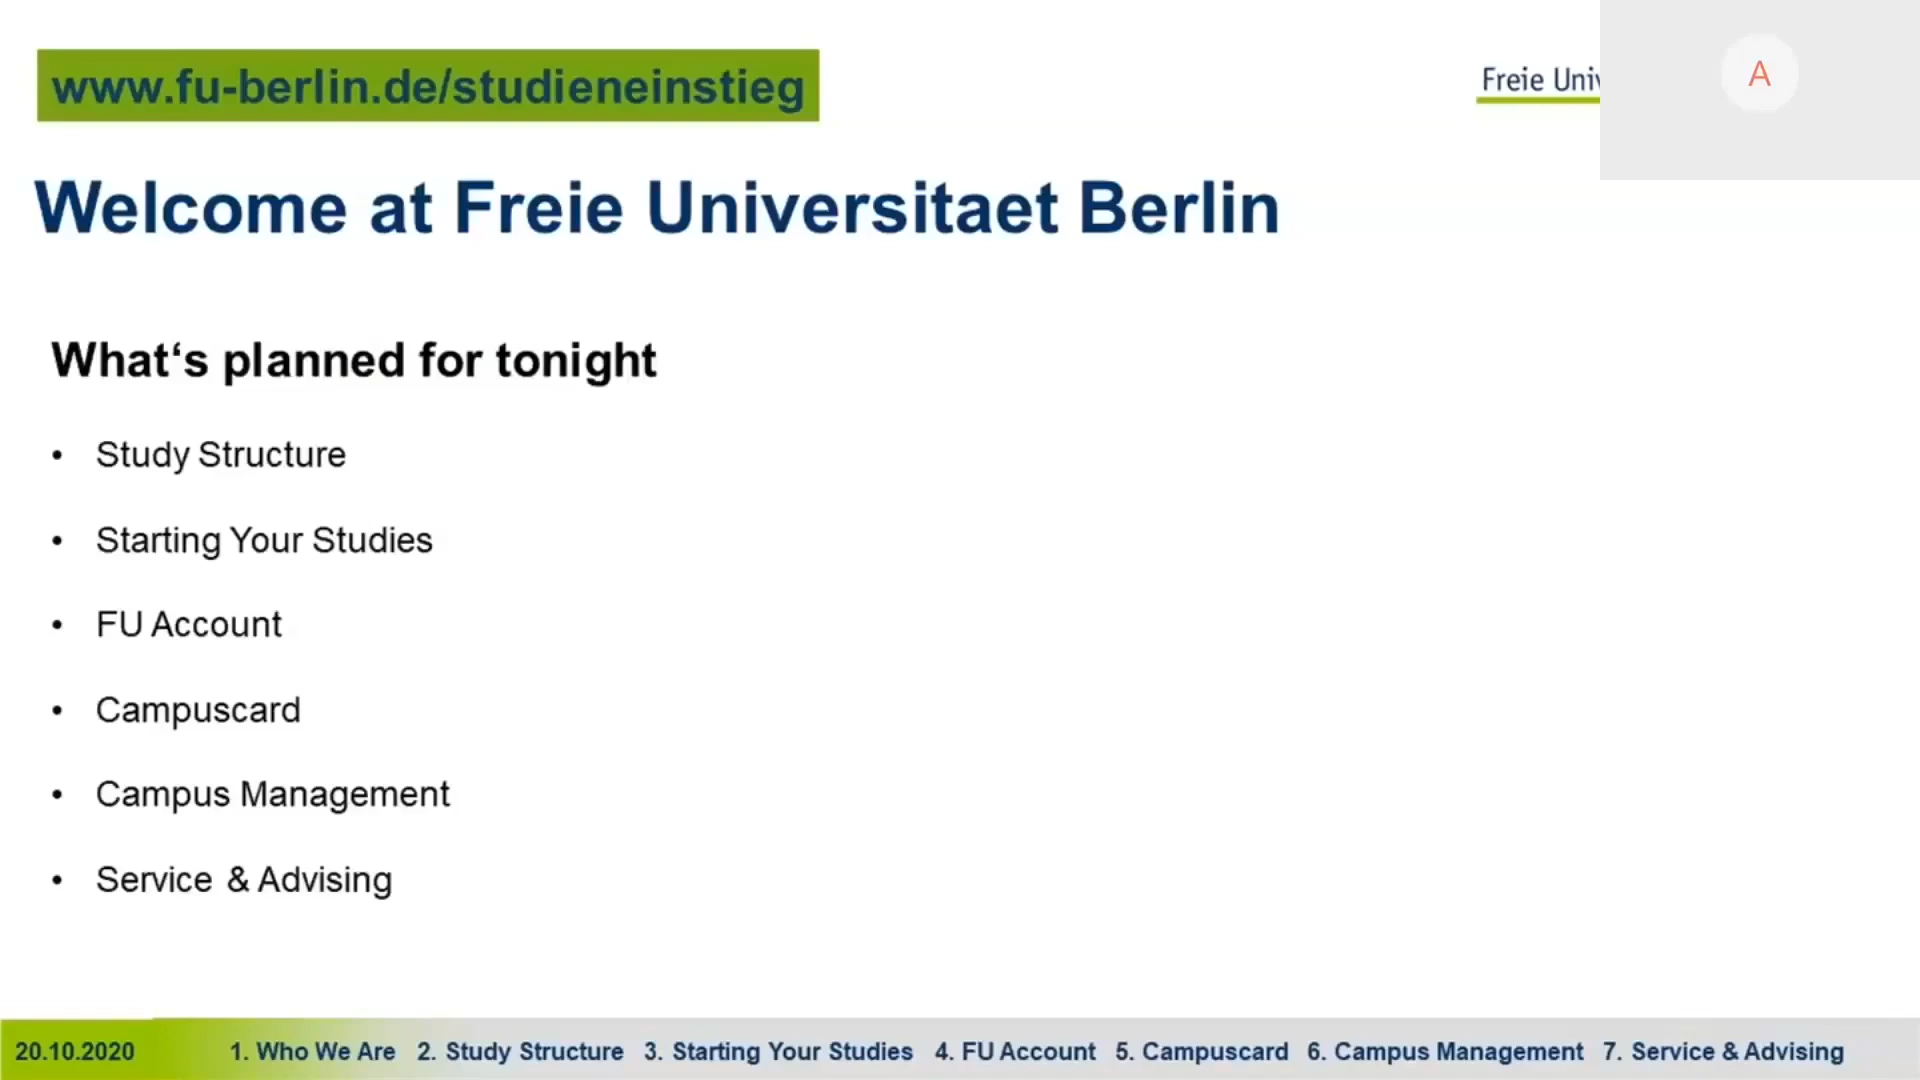 www.fu-berlin.de/studieneinstieg
Freie
A
Welcome at Freie Universitaet Berlin
What‘s planned for tonight
• Study Structure
• Starting Your Studies
• FU Account
• Campuscard
• Campus Management
• Service & Advising
20.10.2020 1. Who We Are 2. Study Structure 3. Starting Your Studies 4. FU Account 5. Campuscard 6. Campus Management 7. Service & Advising